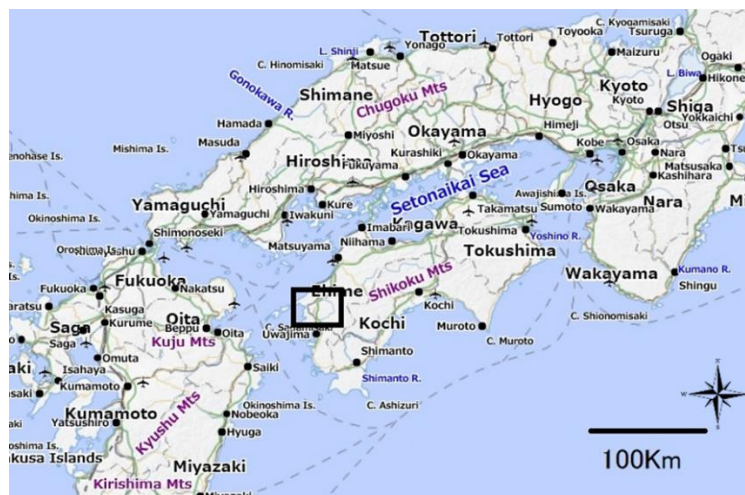 C. Kyogamisaki
Tottori
Tottori
Toyooka
Tsuruga
L. Shinji
Yonago
Maizuru
Ogaki
C. Hinomisaki
Matsue
L. Biwa
Hikone
Shimane
Kyoto
Gonokawa R.
Chugoku Mts
Hyogo
Kyoto
Shiga
Otsu
Yokkaichi
Hamada
Okayama
Himeji
Miyoshi
Masuda
Kurashiki
Okayama
Kobe
Osaka
Nara
Mishima Is.
Hiroshima
Fukuyama
Matsusaka
Kashihara
Hiroshima
Setonaikai Sea
Awajishima Is.
Osaka
Kure
Takamatsu
Sumoto
Wakayama
Nara
Yamaguchi
Yamaguchi
Iwakuni
Okinoshima Is.
Imabari
Kagawa
Shimonoseki
Matsuyama
Niihama
Tokushima
Yoshino R.
Tokushima
Fukuoka
Wakayama
Kumano R.
Shingu
Fukuoka
Nakatsu
Shikoku Mts
Ehime
Kochi
Kasuga
Oita
C. Shionomisaki
Saga
Kurume
Beppu
Oita
Kochi
Muroto
C. Muroto
Saga
Kuju Mts
Uwajima
Omuta
Shimanto
Isahaya
Saiki
Kumamoto
Shimanto R.
Okinoshima Is.
C. Ashizuri
Kumamoto
Nobeoka
Yatsushiro
Kyushu Mts
Hyuga
100Km
Miyazaki
Kirishima Mts